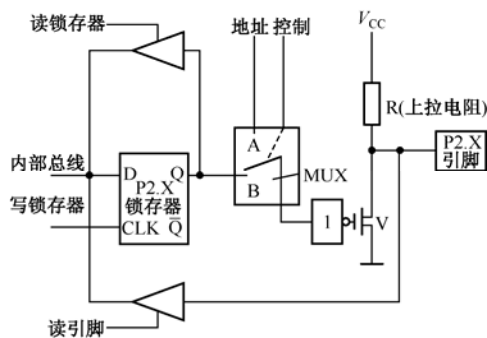 读锁存器
地址 控制
VCC
R(上拉电阻)
A
P2.X
引脚
内部总线
D
Q
P2.X
B
MUX
锁存器
写锁存器
CLK
Q̅
1
V
读引脚